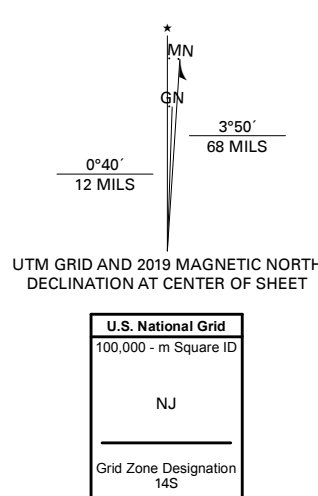 ★
MN
GN
3°50´
68 MILS
0°40´
12 MILS
UTM GRID AND 2019 MAGNETIC NORTH
DECLINATION AT CENTER OF SHEET
U.S. National Grid
100,000 - m Square ID
NJ
Grid Zone Designation
14S